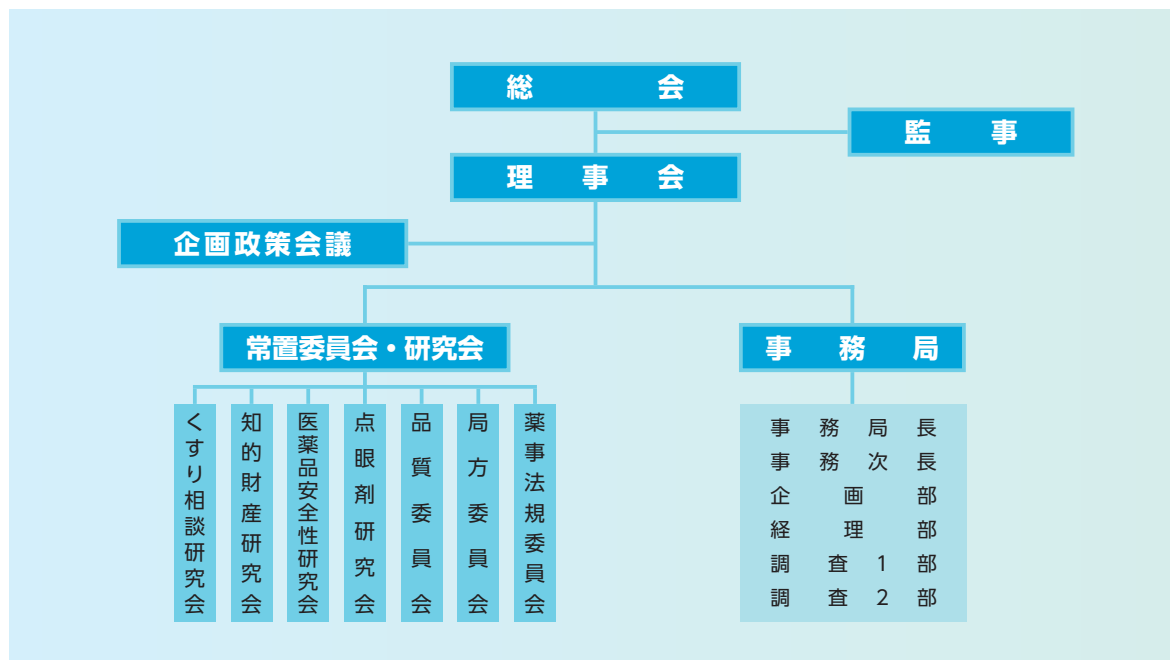 総会
監事
理事会
企画政策会議
常置委員会・研究会
事務局
くすり相談研究会
知的財産研究会
医薬品安全性研究会
点眼剤研究会
品質委員会
局方委員会
薬事法規委員会
事務局長
事務次長
企画部
経理部
調査1部
調査2部